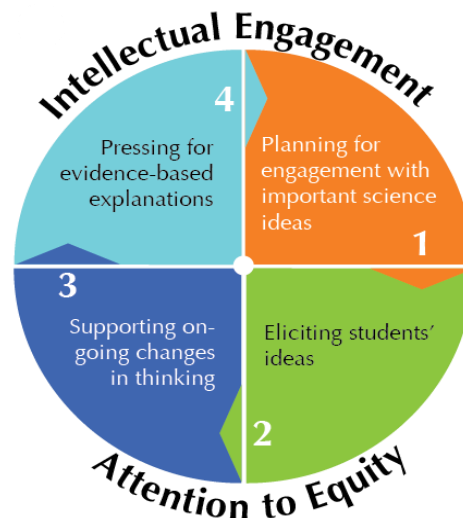 Intellectual Engagement
4
Pressing for
evidence-based
explanations
Planning for
engagement with
important science
ideas
1
3
Supporting on-
going changes
in thinking
Eliciting students'
ideas
2
Attention to Equity